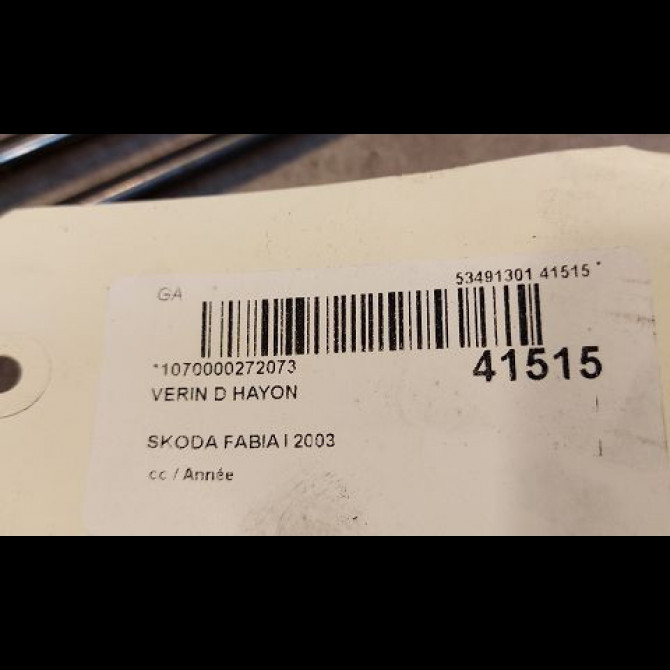 GA
53491301 41515 *
*1070000272073
41515
VERIN D HAYON
SKODA FABIA I 2003
cc / Année